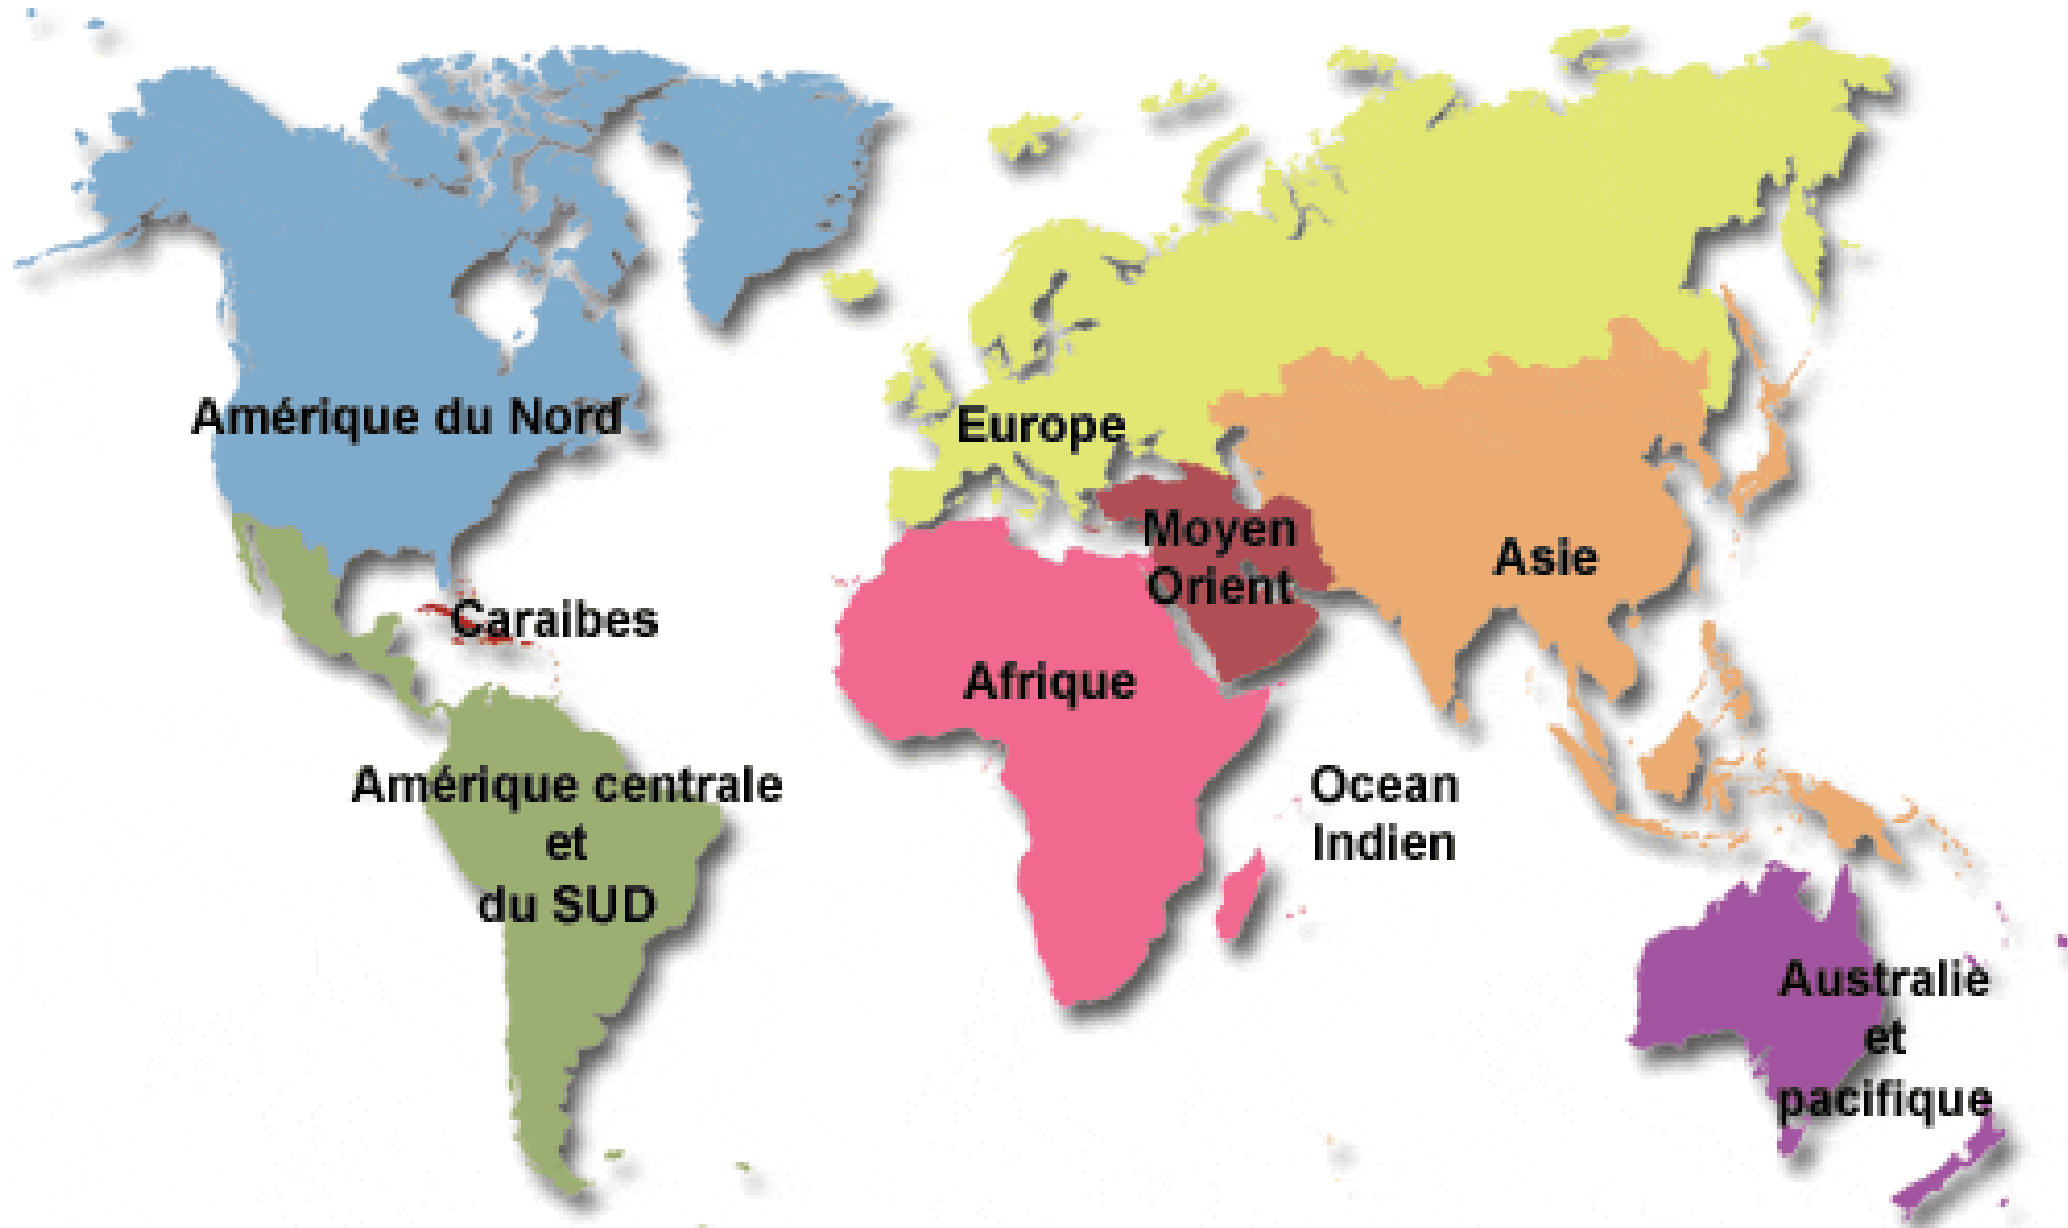 Amérique du Nord
Europe
Moyen
Orient
Asie
Caraibes
Afrique
Amérique centrale
et
du SUD
Ocean
Indien
Australie
et
pacifique